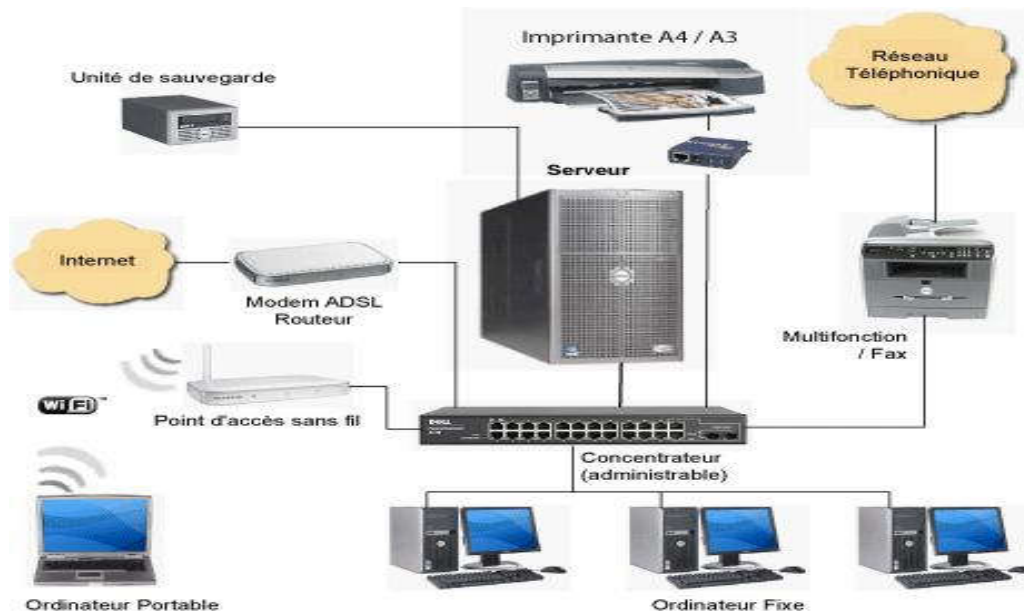 Imprimante A4 / A3
Réseau
Téléphonique
Unité de sauvegarde
Serveur
Internet
Modem ADSL
Routeur
Multifonction
/ Fax
WiFi
Point d'accès sans fil
DELL
Concentrateur
(administrable)
Ordinateur Portable
Ordinateur Fixe